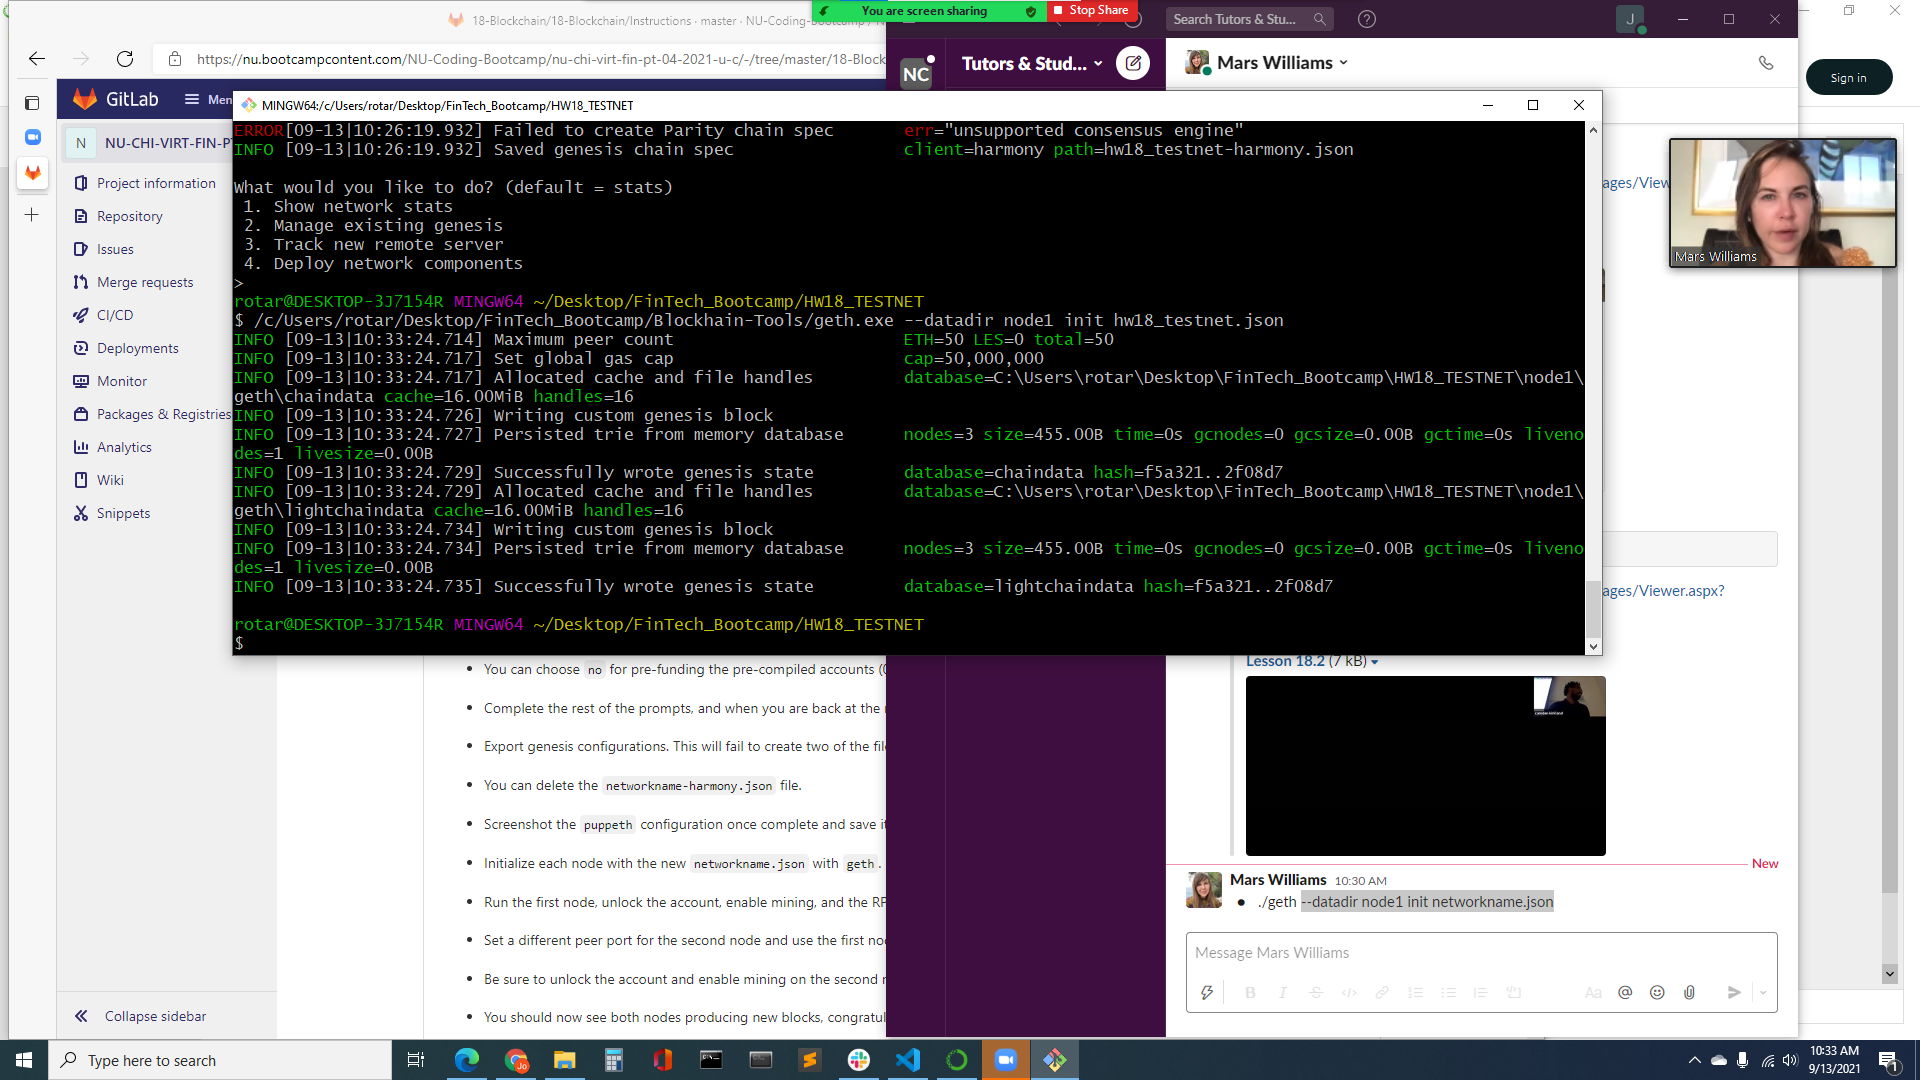 18-Blockchain/18-Blockchain/Instructions · master · NU-Coding-Bootcamp / N
You are screen sharing
Stop Share
Search Tutors & Stu...
J
https://nu.bootcampcontent.com/NU-Coding-Bootcamp/nu-chi-virt-fin-pt-04-2021-u-c/-/tree/master/18-Block
NC
Tutors & Stud...
Mars Williams
Sign in
GitLab
Men
MINGW64:/c/Users/rotar/Desktop/FinTech_Bootcamp/HW18_TESTNET
N
NU-CHI-VIRT-FIN-P
Project information
Repository
Issues
Merge requests
CI/CD
Deployments
Monitor
Packages & Registries
Analytics
Wiki
Snippets
Collapse sidebar
ERROR[09-13|10:26:19.932] Failed to create Parity chain spec err="unsupported consensus engine"
INFO [09-13|10:26:19.932] Saved genesis chain spec client=harmony path=hw18_testnet-harmony.json
What would you like to do? (default = stats)
1. Show network stats
2. Manage existing genesis
3. Track new remote server
4. Deploy network components
>
rotar@DESKTOP-3J7154R MINGW64 ~/Desktop/FinTech_Bootcamp/HW18_TESTNET
$ /c/Users/rotar/Desktop/FinTech_Bootcamp/Blockhain-Tools/geth.exe --datadir node1 init hw18_testnet.json
INFO [09-13|10:33:24.714] Maximum peer count ETH=50 LES=0 total=50
INFO [09-13|10:33:24.717] Set global gas cap cap=50,000,000
INFO [09-13|10:33:24.717] Allocated cache and file handles database=C:\Users\rotar\Desktop\FinTech_Bootcamp\HW18_TESTNET\node1\
geth\chaindata cache=16.00MiB handles=16
INFO [09-13|10:33:24.726] Writing custom genesis block
INFO [09-13|10:33:24.727] Persisted trie from memory database nodes=3 size=455.00B time=0s gcnodes=0 gcsize=0.00B gctime=0s liveno
des=1 livesize=0.00B
INFO [09-13|10:33:24.729] Successfully wrote genesis state database=chaindata hash=f5a321..2f08d7
INFO [09-13|10:33:24.729] Allocated cache and file handles database=C:\Users\rotar\Desktop\FinTech_Bootcamp\HW18_TESTNET\node1\
geth\lightchaindata cache=16.00MiB handles=16
INFO [09-13|10:33:24.734] Writing custom genesis block
INFO [09-13|10:33:24.734] Persisted trie from memory database nodes=3 size=455.00B time=0s gcnodes=0 gcsize=0.00B gctime=0s liveno
des=1 livesize=0.00B
INFO [09-13|10:33:24.735] Successfully wrote genesis state database=lightchaindata hash=f5a321..2f08d7
rotar@DESKTOP-3J7154R MINGW64 ~/Desktop/FinTech_Bootcamp/HW18_TESTNET
$
ages/View
Mars Williams
ages/Viewer.aspx?
You can choose no for pre-funding the pre-compiled accounts (
Complete the rest of the prompts, and when you are back at the
Export genesis configurations. This will fail to create two of the file
You can delete the networkname-harmony.json file.
Screenshot the puppeth configuration once complete and save it
Initialize each node with the new networkname.json with geth.
Run the first node, unlock the account, enable mining, and the RP
Set a different peer port for the second node and use the first no
Be sure to unlock the account and enable mining on the second
You should now see both nodes producing new blocks, congratul
Lesson 18.2 (7 kB)
New
Mars Williams 10:30 AM
./geth --datadir node1 init networkname.json
Message Mars Williams
Aa
Type here to search
10:33 AM
9/13/2021
1